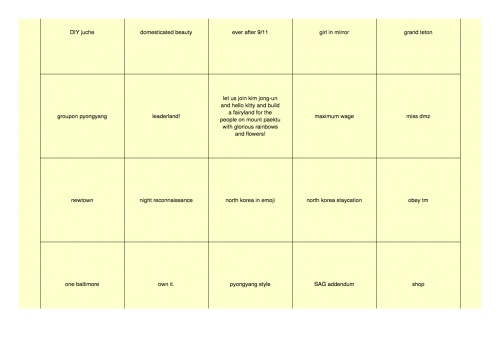 DIY juche
domesticated beauty
ever after 9/11
girl in mirror
grand teton
groupon pyongyang
leaderland!
let us join kim jong-un
and hello kitty and build
a fairyland for the
people on mount paektu
with glorious rainbows
and flowers!
maximum wage
miss dmz
newtown
night reconnaissance
north korea in emoji
north korea staycation
obey tm
one baltimore
own it.
pyongyang style
SAG addendum
shop